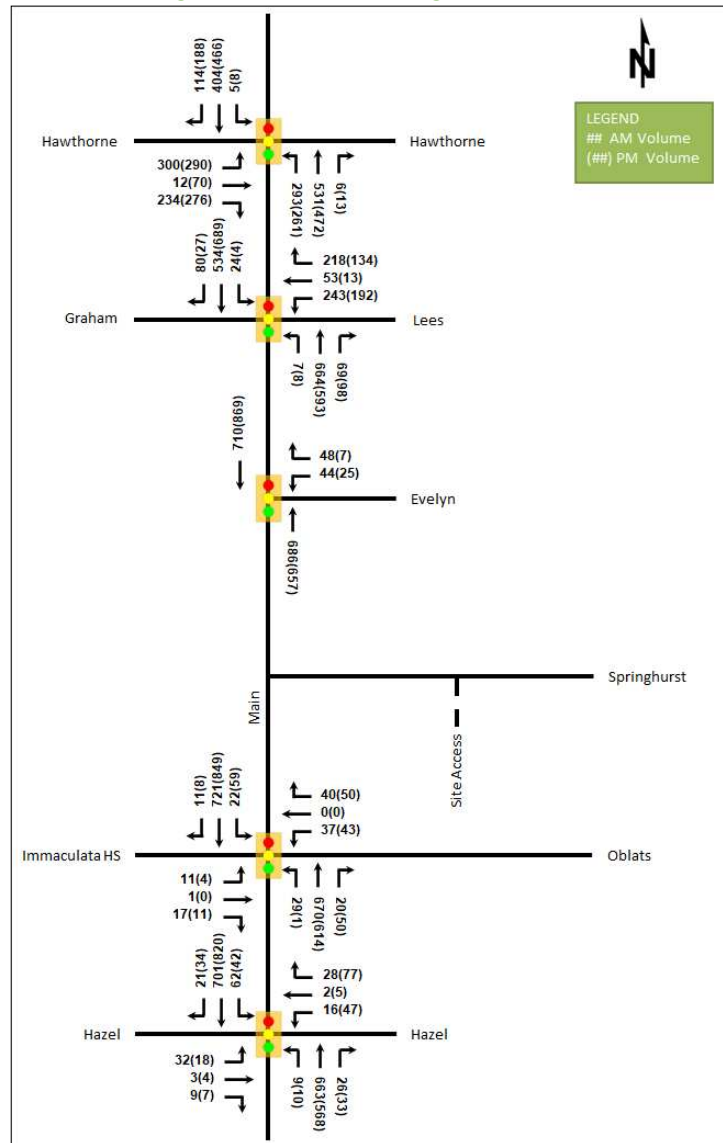 N
LEGEND
## AM Volume
(##) PM Volume
114(188)
404(466)
5(8)
Hawthorne
Hawthorne
300(290)
12(70)
234(276)
293(261)
531(472)
6(13)
80(27)
534(689)
24(4)
218(134)
53(13)
243(192)
Graham
Lees
7(8)
664(593)
69(98)
710(869)
48(7)
44(25)
Evelyn
686(657)
Springhurst
Main
Site Access
11(8)
721(849)
22(59)
40(50)
0(0)
37(43)
Immaculata HS
Oblats
11(4)
1(0)
17(11)
29(1)
670(614)
20(50)
21(34)
701(820)
62(42)
28(77)
2(5)
16(47)
Hazel
Hazel
32(18)
3(4)
9(7)
9(10)
663(568)
26(33)